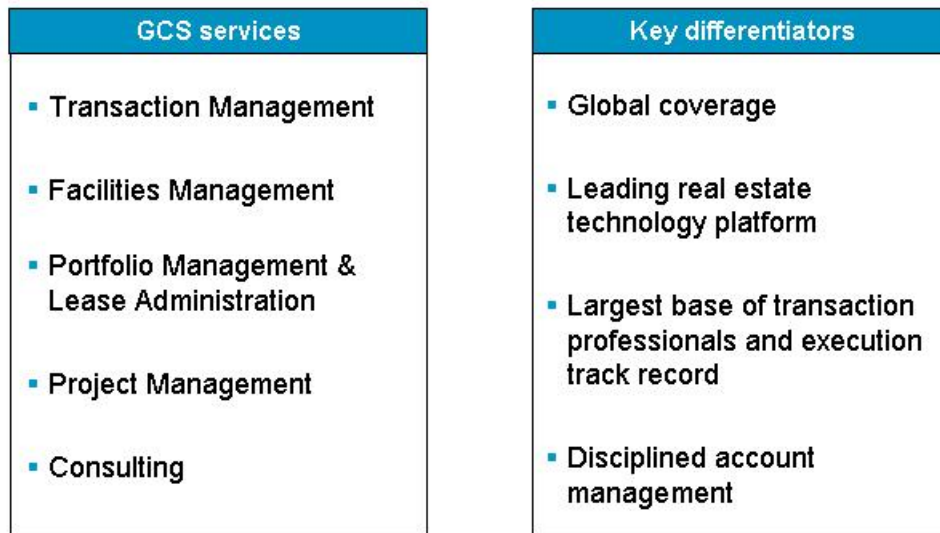 GCS services
▪ Transaction Management
▪ Facilities Management
▪ Portfolio Management &
Lease Administration
▪ Project Management
▪ Consulting
Key differentiators
▪ Global coverage
▪ Leading real estate
technology platform
▪ Largest base of transaction
professionals and execution
track record
▪ Disciplined account
management